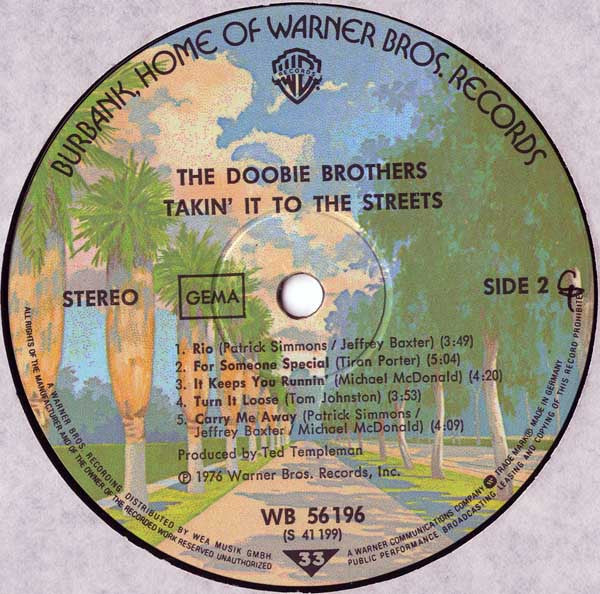 BURBANK, HOME OF WARNER BROS. RECORDS
WB
RECORDS
THE DOOBIE BROTHERS
TAKIN' IT TO THE STREETS
STEREO
GEMA
SIDE 2
1. Rio (Patrick Simmons / Jeffrey Baxter) (3:49)
2. For Someone Special (Tiran Porter) (5:04)
3. It Keeps You Runnin' (Michael McDonald) (4:20)
4. Turn It Loose (Tom Johnston) (3:53)
5. Carry Me Away (Patrick Simmons /
Jeffrey Baxter / Michael McDonald) (4:09)
Produced by Ted Templeman
℗ 1976 Warner Bros. Records, Inc.
WB 56 196
(S 41 199)
33
A WARNER BROS. RECORDING DISTRIBUTED BY WEA MUSIK GMBH
ALL RIGHTS OF THE MANUFACTURER AND OF THE OWNER OF THE RECORDED WORK RESERVED UNAUTHORIZED
A WARNER COMMUNICATIONS COMPANY TRADE MARK® MADE IN GERMANY
PUBLIC PERFORMANCE BROADCASTING LEASING AND COPYING OF THIS RECORD PROHIBITED